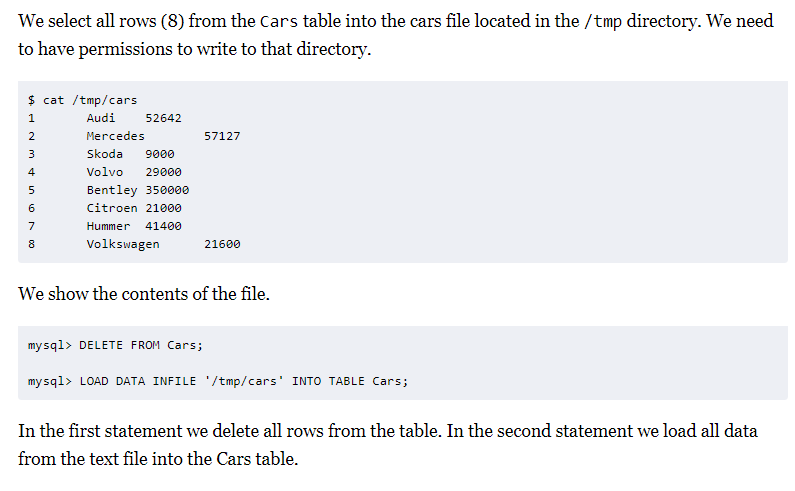 We select all rows (8) from the Cars table into the cars file located in the /tmp directory. We need
to have permissions to write to that directory.
$ cat /tmp/cars
1       Audi    52642
2       Mercedes        57127
3       Skoda   9000
4       Volvo   29000
5       Bentley 350000
6       Citroen 21000
7       Hummer  41400
8       Volkswagen      21600
We show the contents of the file.
mysql> DELETE FROM Cars;
mysql> LOAD DATA INFILE '/tmp/cars' INTO TABLE Cars;
In the first statement we delete all rows from the table. In the second statement we load all data
from the text file into the Cars table.